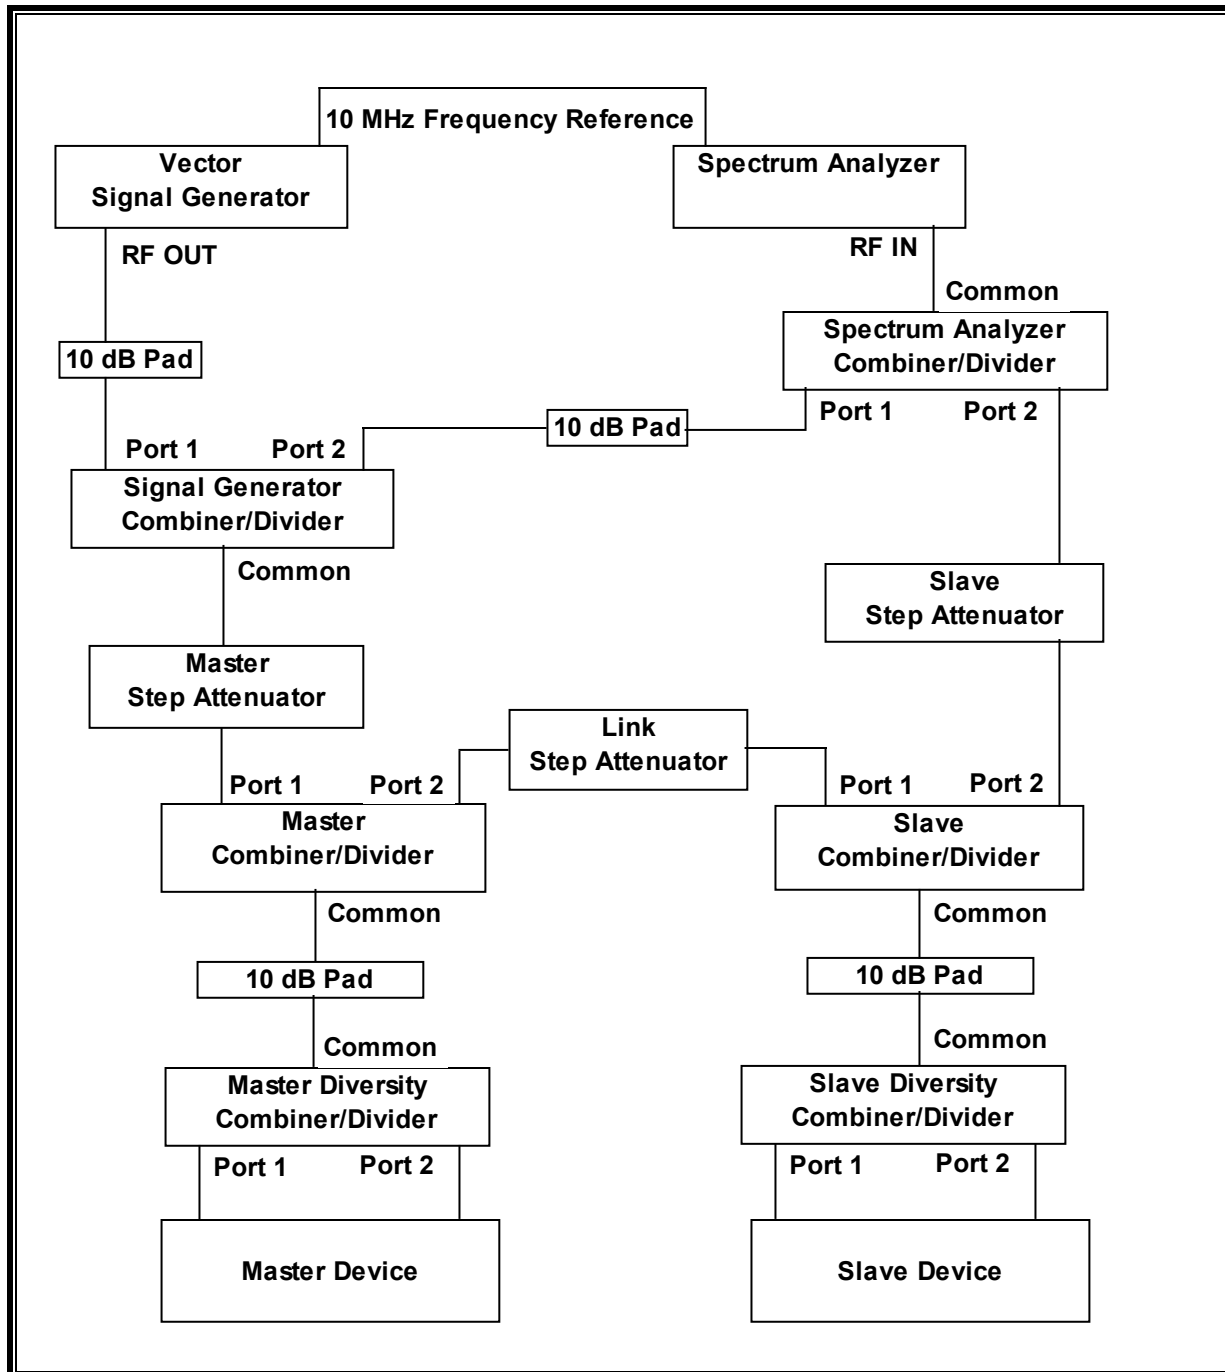 10 MHz Frequency Reference
Vector
Signal Generator
Spectrum Analyzer
RF OUT
RF IN
Common
Spectrum Analyzer
Combiner/Divider
10 dB Pad
Port 1
Port 2
10 dB Pad
Port 1
Port 2
Signal Generator
Combiner/Divider
Common
Slave
Step Attenuator
Master
Step Attenuator
Link
Step Attenuator
Port 1
Port 2
Port 1
Port 2
Master
Combiner/Divider
Slave
Combiner/Divider
Common
Common
10 dB Pad
10 dB Pad
Common
Common
Master Diversity
Combiner/Divider
Slave Diversity
Combiner/Divider
Port 1
Port 2
Port 1
Port 2
Master Device
Slave Device